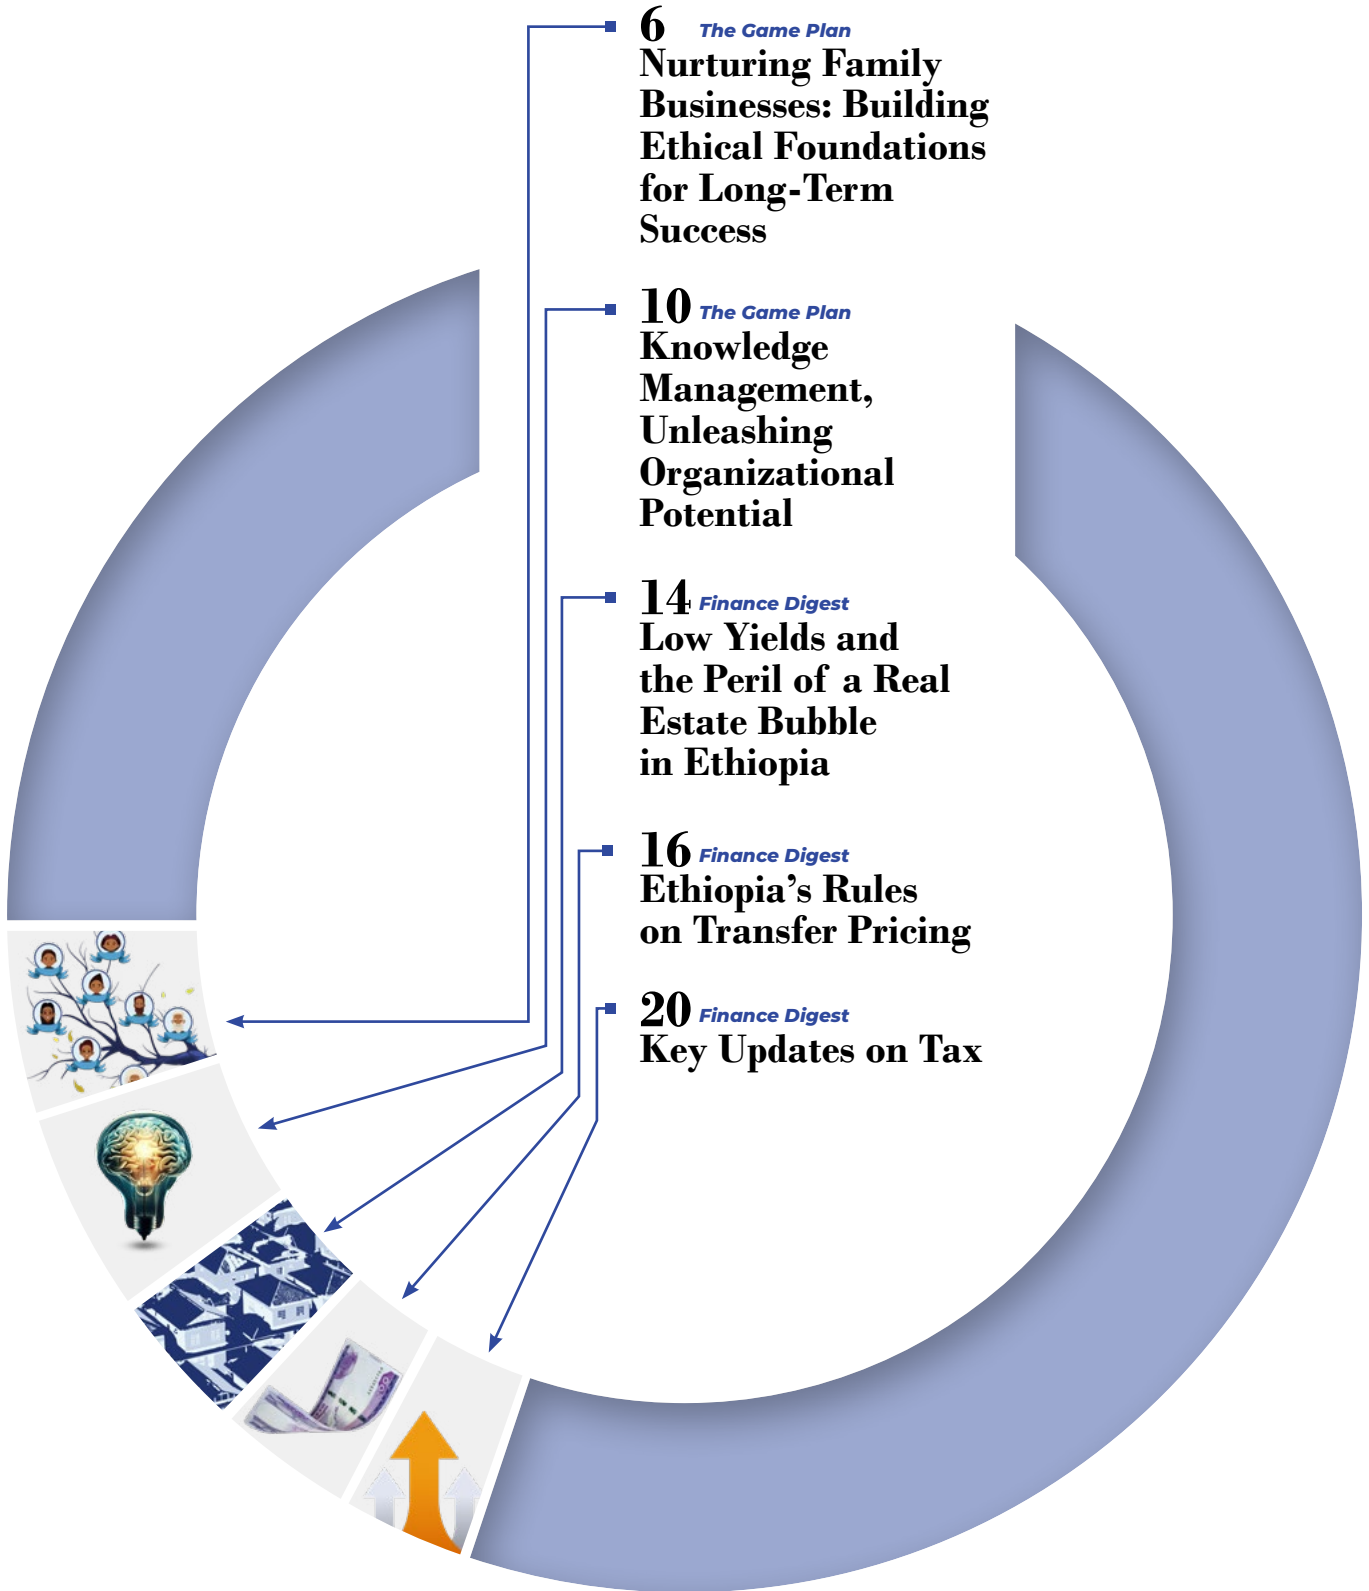 6 The Game Plan
Nurturing Family
Businesses: Building
Ethical Foundations
for Long-Term
Success
10 The Game Plan
Knowledge
Management,
Unleashing
Organizational
Potential
14 Finance Digest
Low Yields and
the Peril of a Real
Estate Bubble
in Ethiopia
16 Finance Digest
Ethiopia’s Rules
on Transfer Pricing
20 Finance Digest
Key Updates on Tax